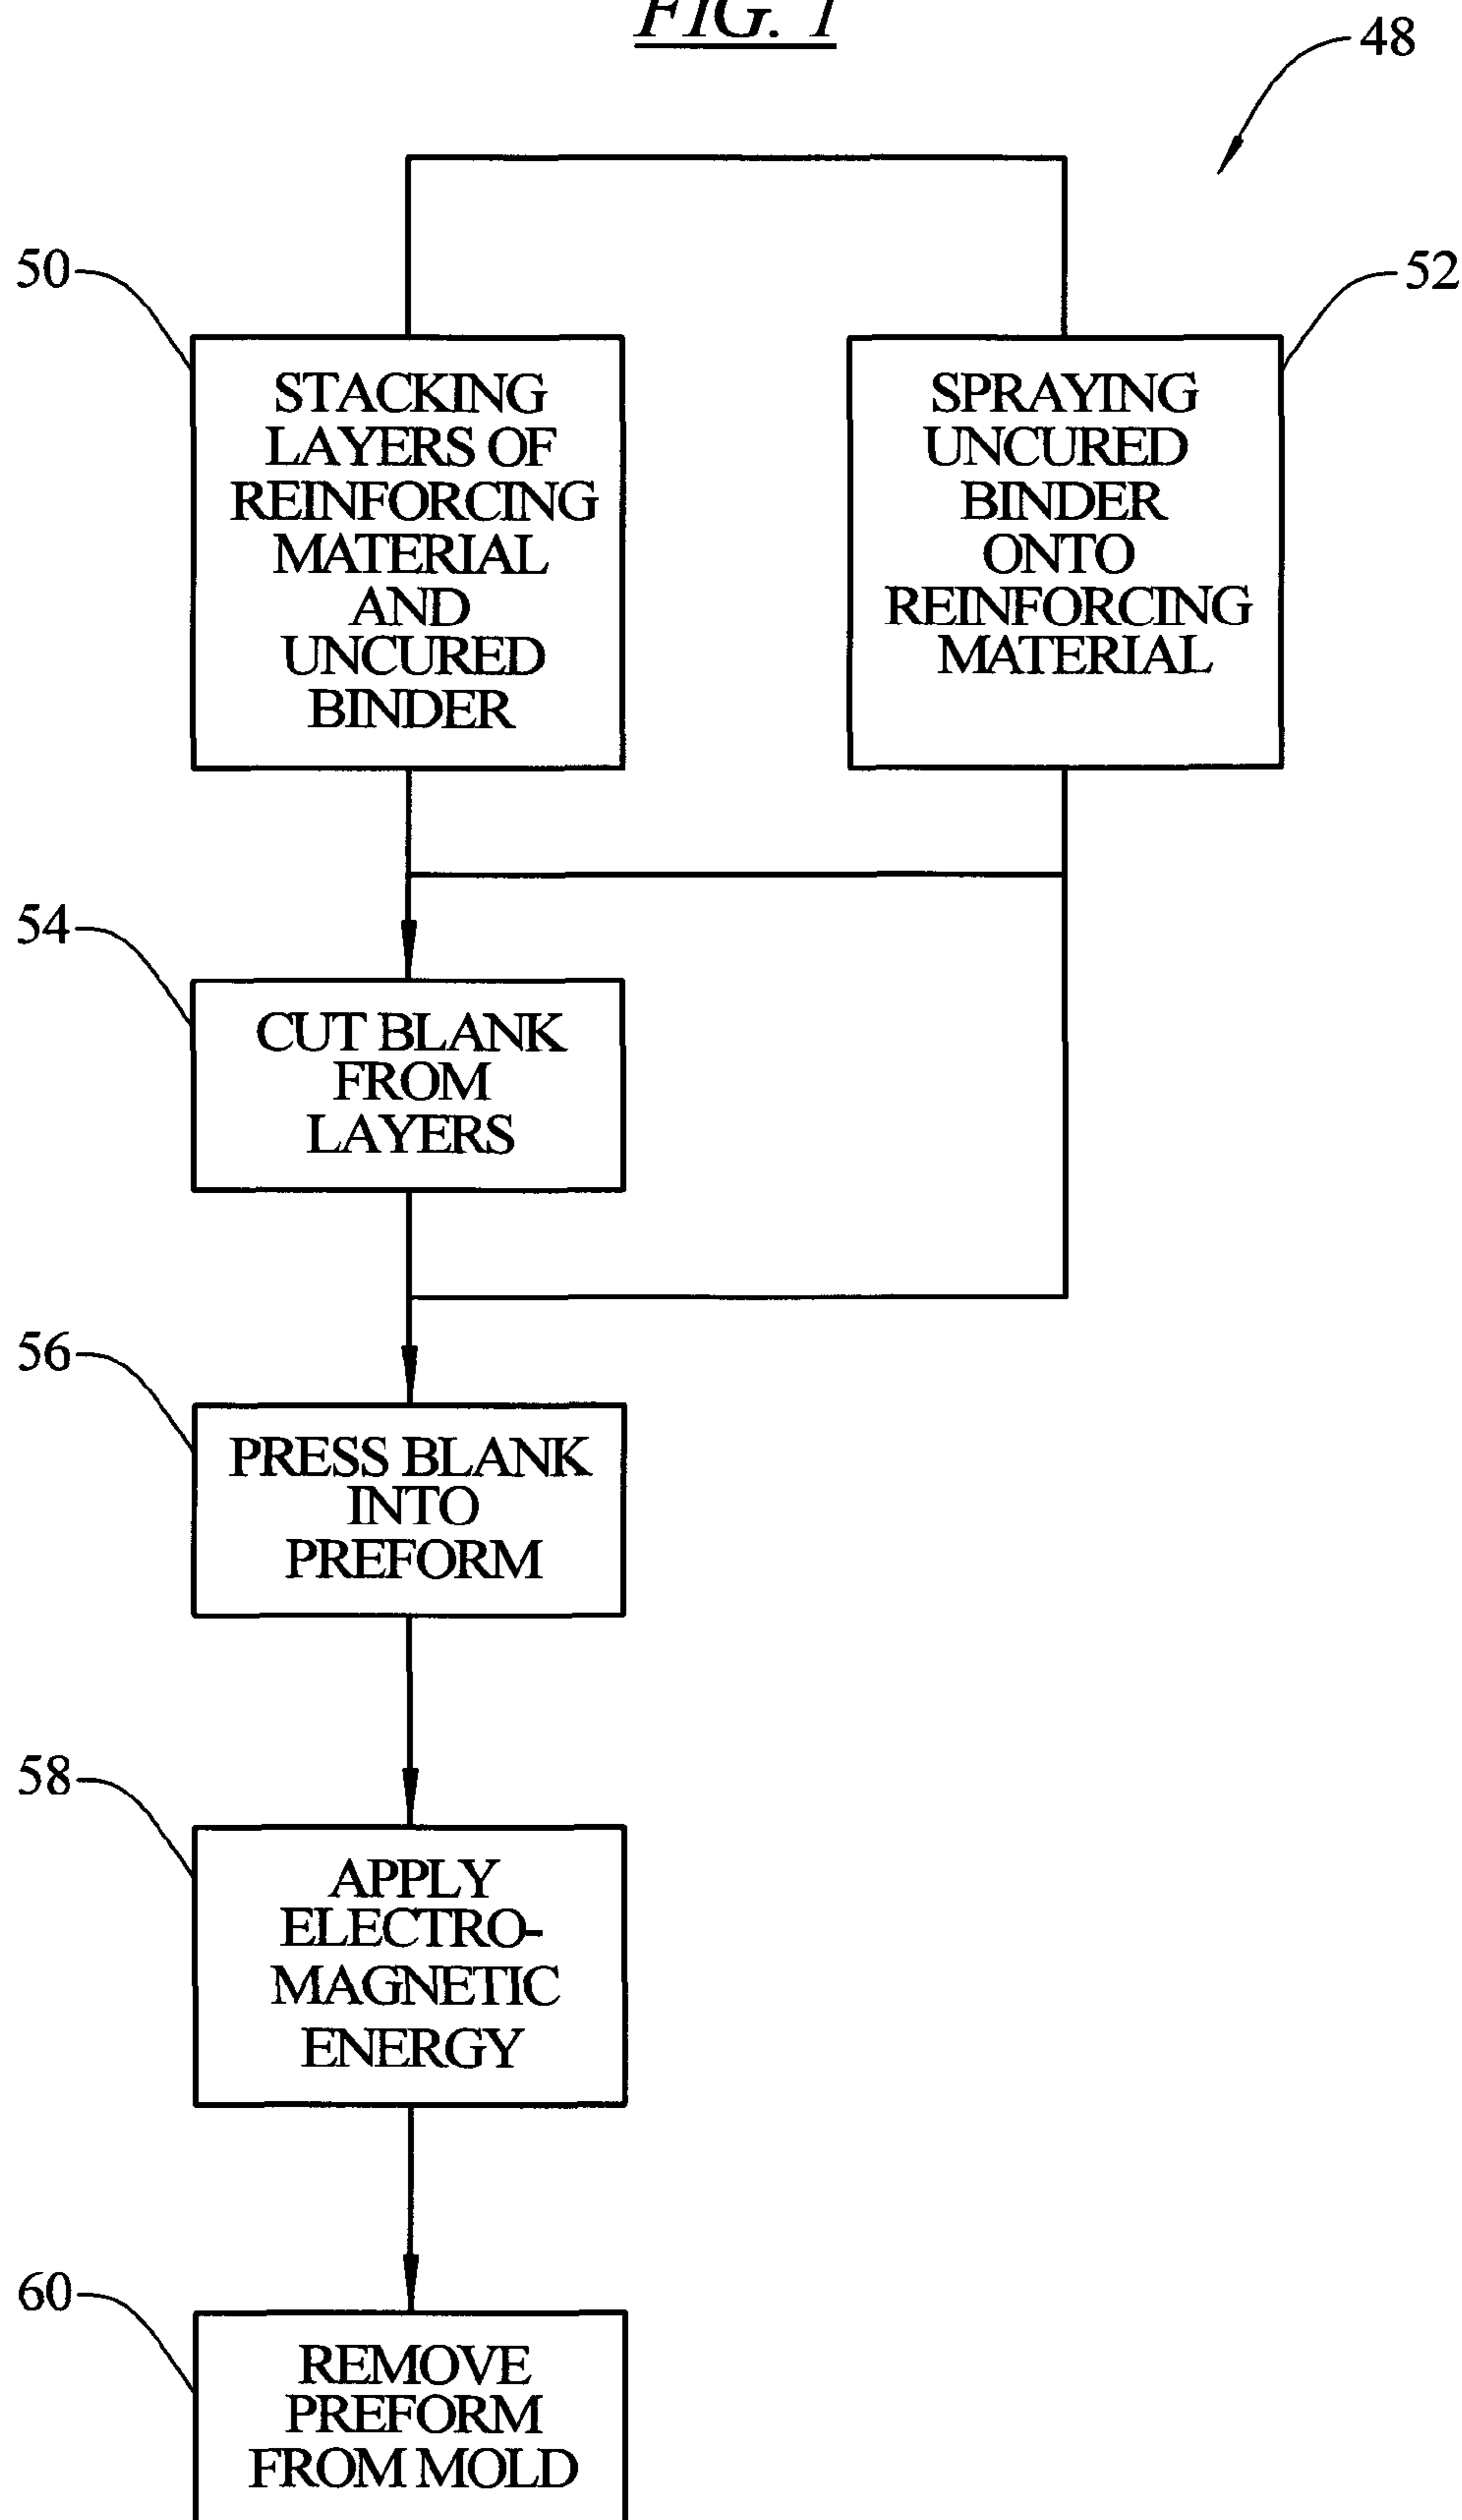 FIG. 1
48
50
52
STACKING
LAYERS OF
REINFORCING
MATERIAL
AND
UNCURED
BINDER
SPRAYING
UNCURED
BINDER
ONTO
REINFORCING
MATERIAL
54
CUT BLANK
FROM
LAYERS
56
PRESS BLANK
INTO
PREFORM
58
APPLY
ELECTRO-
MAGNETIC
ENERGY
60
REMOVE
PREFORM
FROM MOLD